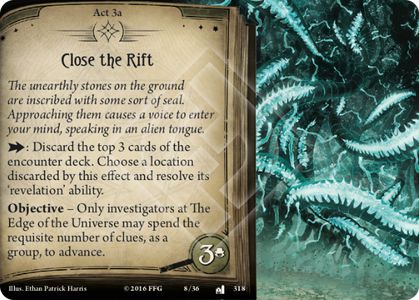 Act 3a
Close the Rift
The unearthly stones on the ground
are inscribed with some sort of seal.
Approaching them causes a voice to enter
your mind, speaking in an alien tongue.
: Discard the top 3 cards of the
encounter deck. Choose a location
discarded by this effect and resolve its
‘revelation’ ability.
Objective – Only investigators at The
Edge of the Universe may spend the
requisite number of clues, as a
group, to advance.
3
Illus. Ethan Patrick Harris
© 2016 FFG
8/36
318